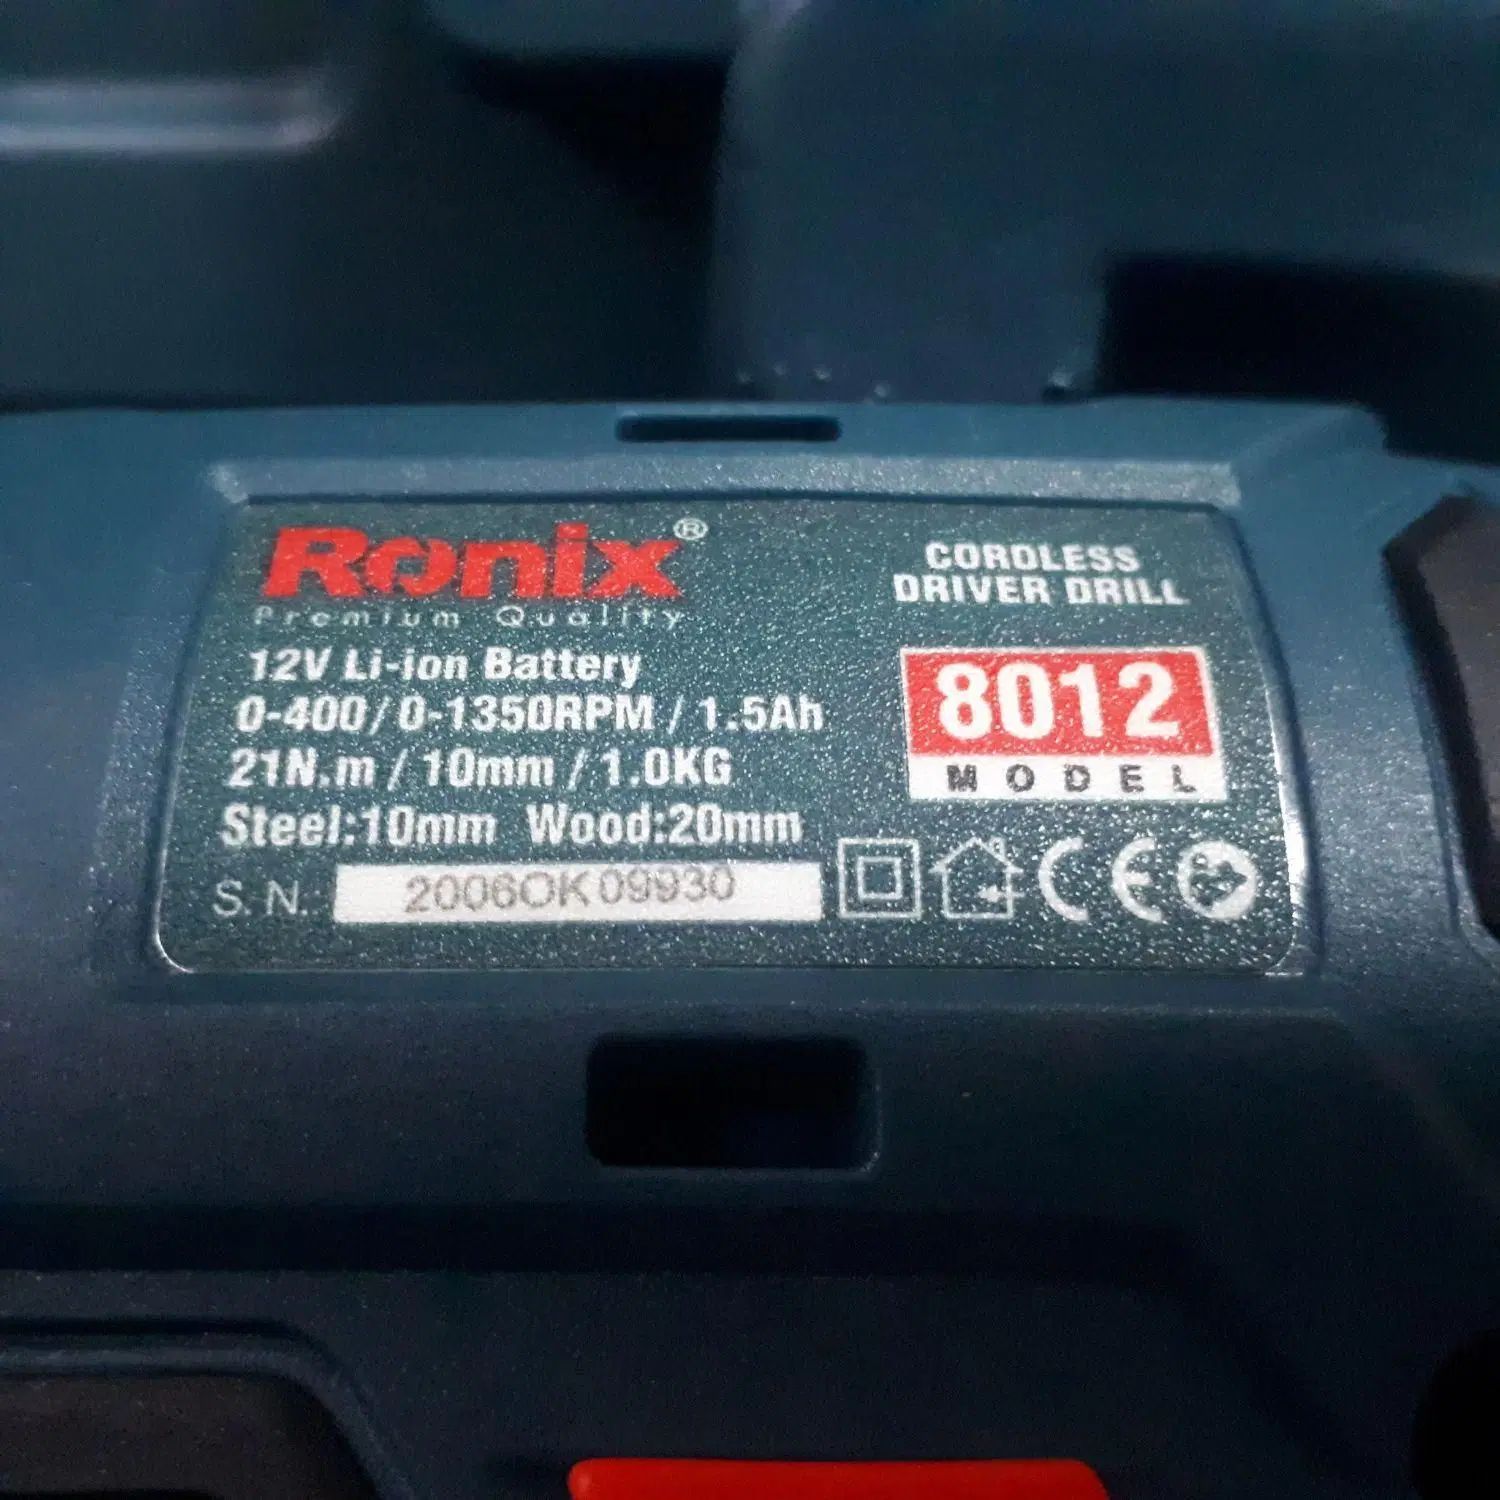 Ronix®
Premium Quality
CORDLESS
DRIVER DRILL
12V Li-ion Battery
0-400/0-1350RPM/1.5Ah
21N.m/10mm/1.0KG
Steel:10mm Wood:20mm
8012
MODEL
S.N.: 2006OK09930
CE